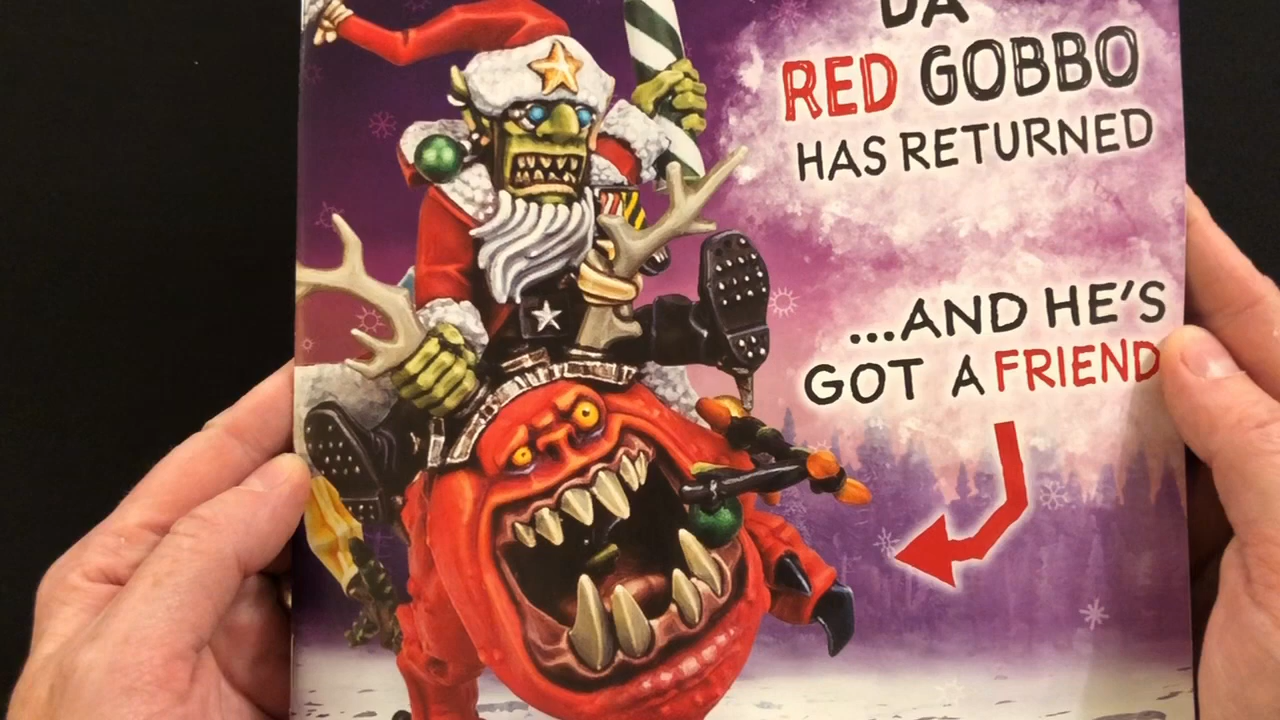 DA
RED GOBBO
HAS RETURNED
...AND HE'S
GOT A FRIEND